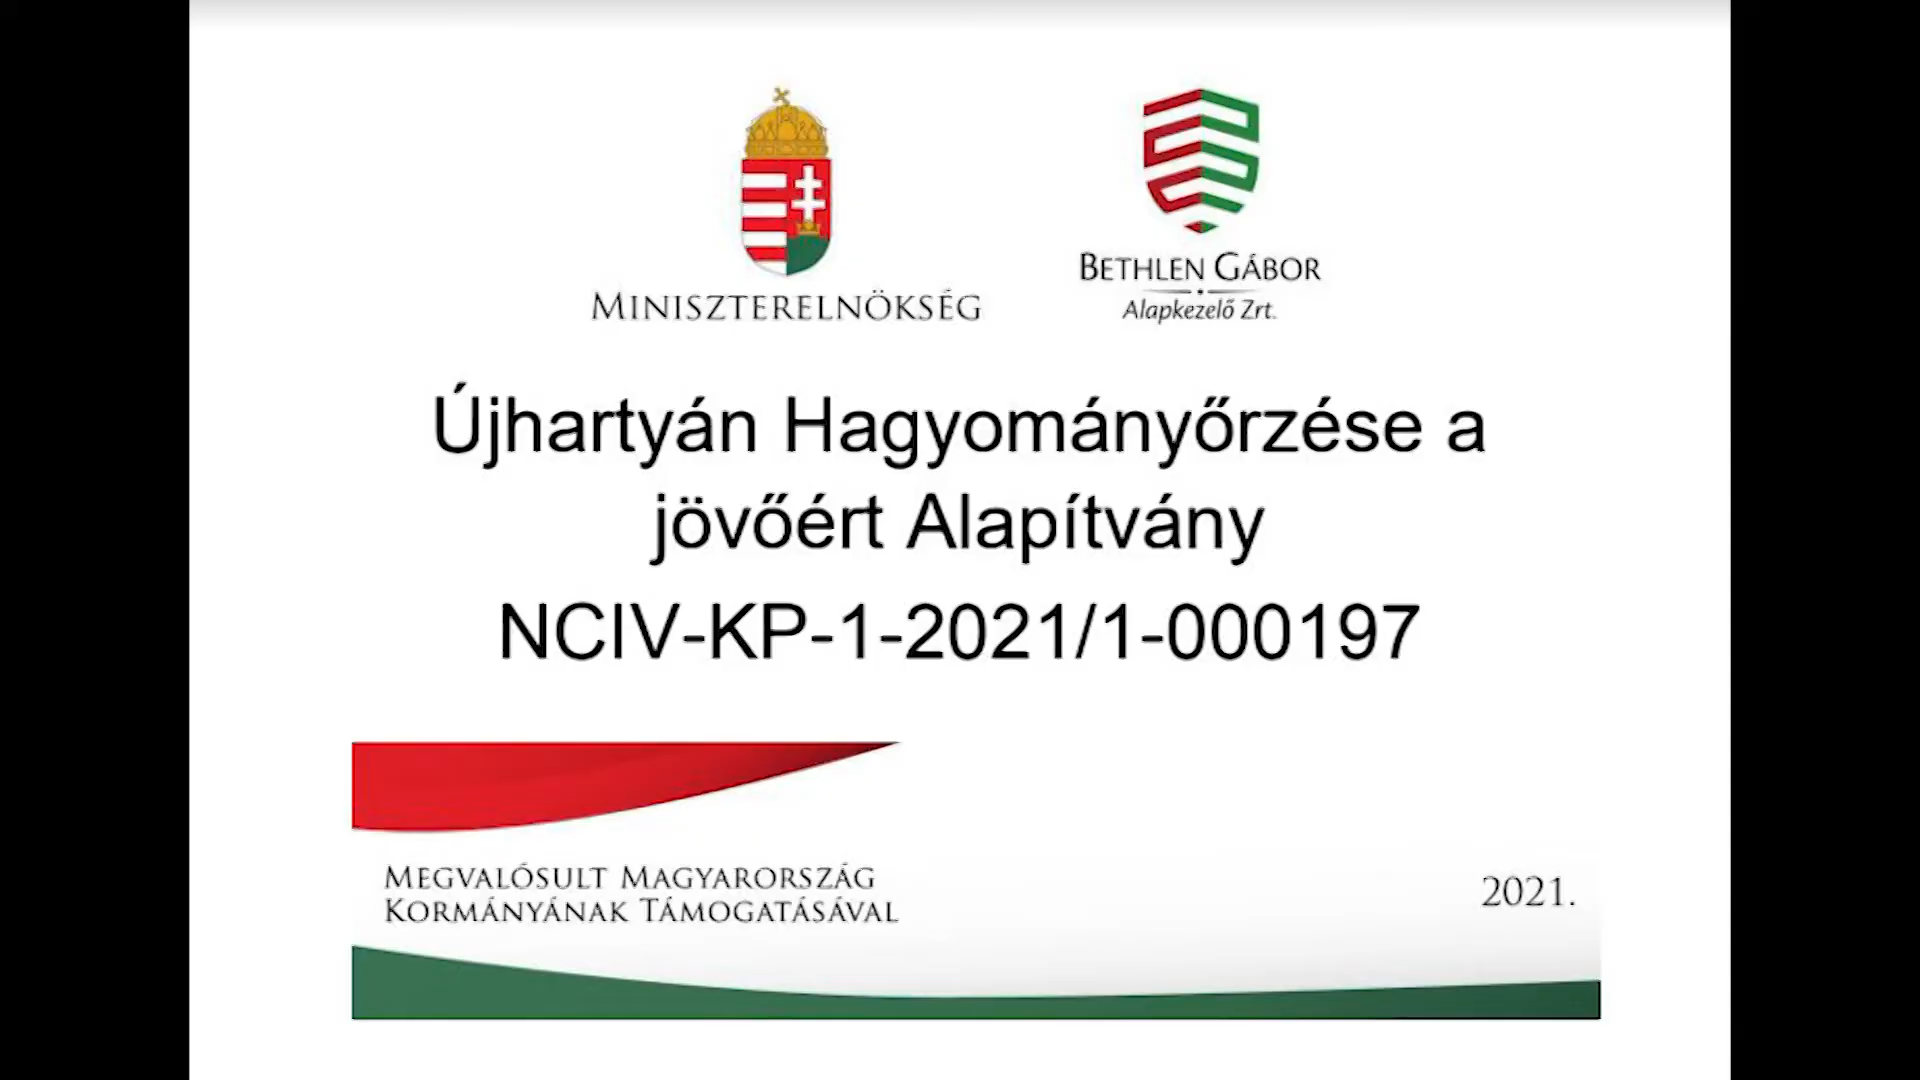 MINISZTERELNÖKSÉG
BETHLEN GÁBOR
Alapkezelő Zrt.
Újhartyán Hagyományőrzése a
jövőért Alapítvány
NCIV-KP-1-2021/1-000197
MEGVALÓSULT MAGYARORSZÁG
KORMÁNYÁNAK TÁMOGATÁSÁVAL
2021.